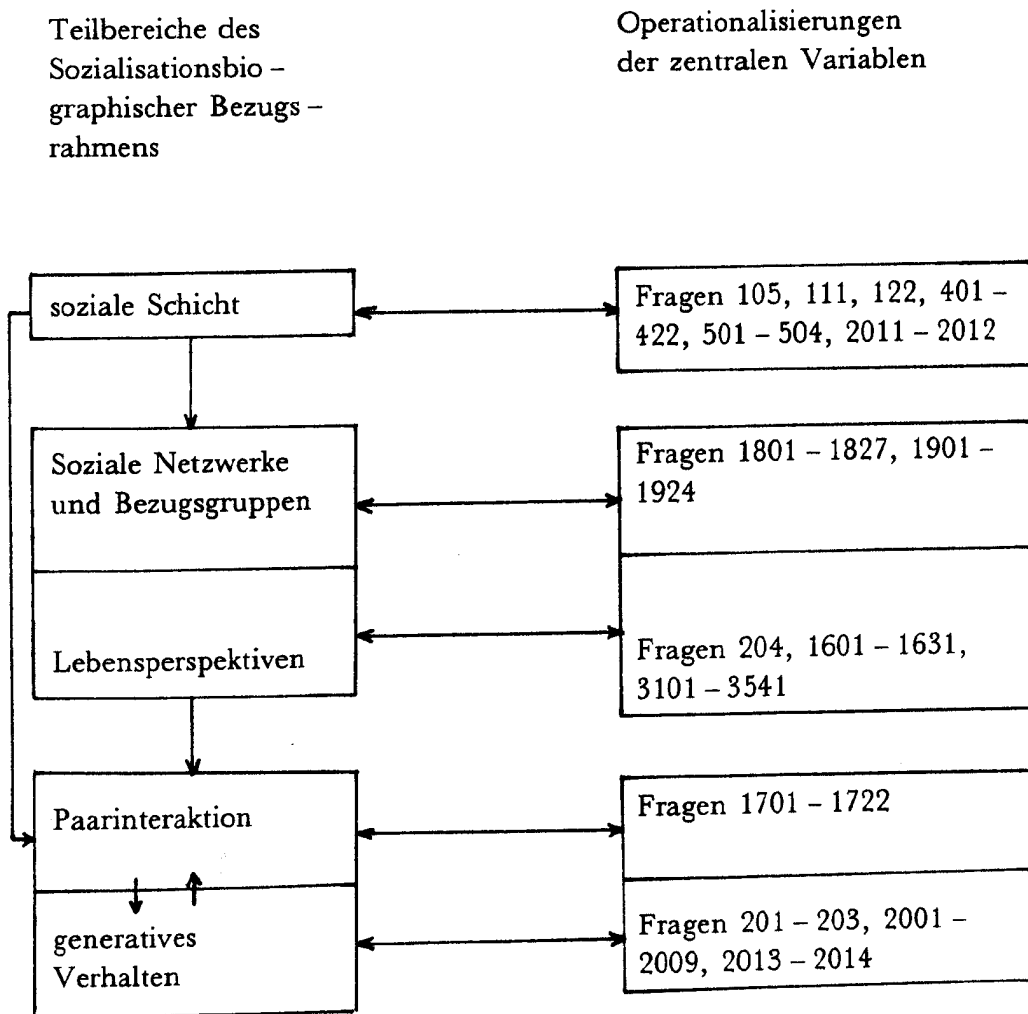 Teilbereiche des
Sozialisationsbio –
graphischer Bezugs –
rahmens
Operationalisierungen
der zentralen Variablen
soziale Schicht
Fragen 105, 111, 122, 401 –
422, 501 – 504, 2011 – 2012
Soziale Netzwerke
und Bezugsgruppen
Fragen 1801 – 1827, 1901 –
1924
Lebensperspektiven
Fragen 204, 1601 – 1631,
3101 – 3541
Paarinteraktion
Fragen 1701 – 1722
generatives
Verhalten
Fragen 201 – 203, 2001 –
2009, 2013 – 2014